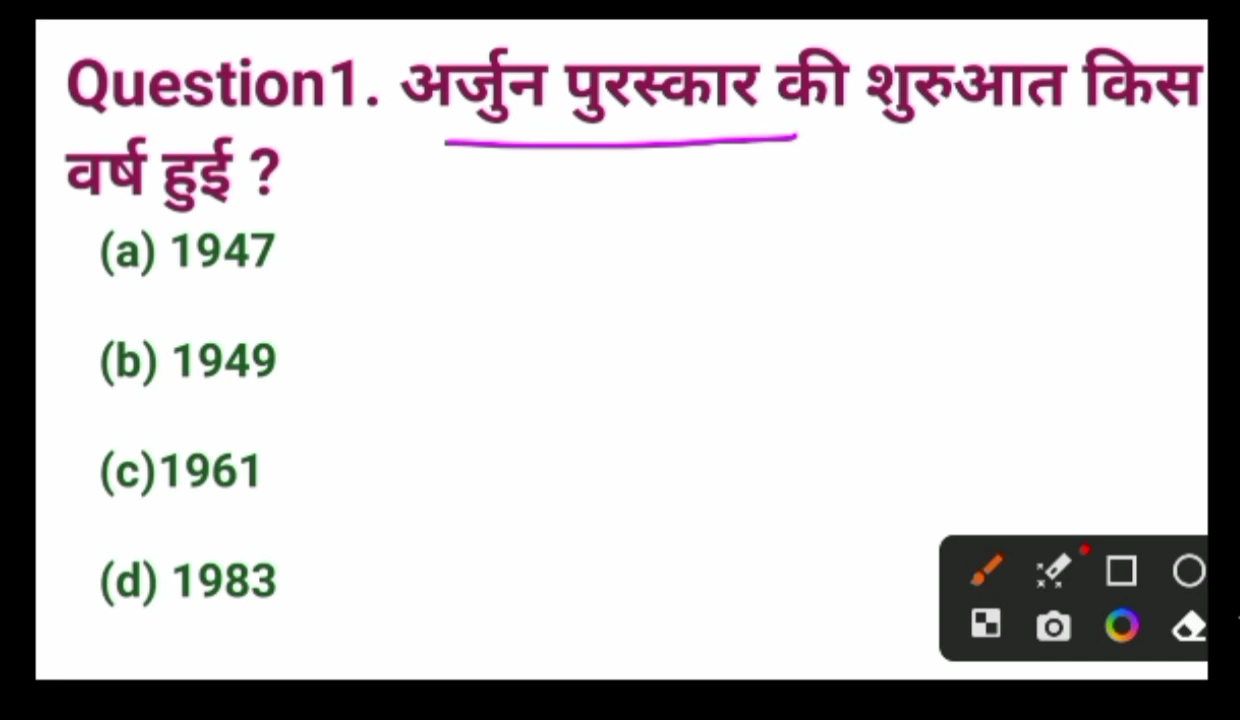 Question1. अर्जुन पुरस्कार की शुरुआत किस
वर्ष हुई ?
(a) 1947
(b) 1949
(c)1961
(d) 1983